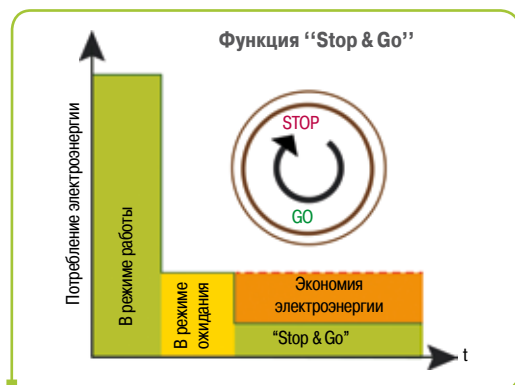 Функция “Stop & Go”
Потребление электроэнергии
STOP
GO
В режиме работы
В режиме
ожидания
Экономия
электроэнергии
“Stop & Go”
t